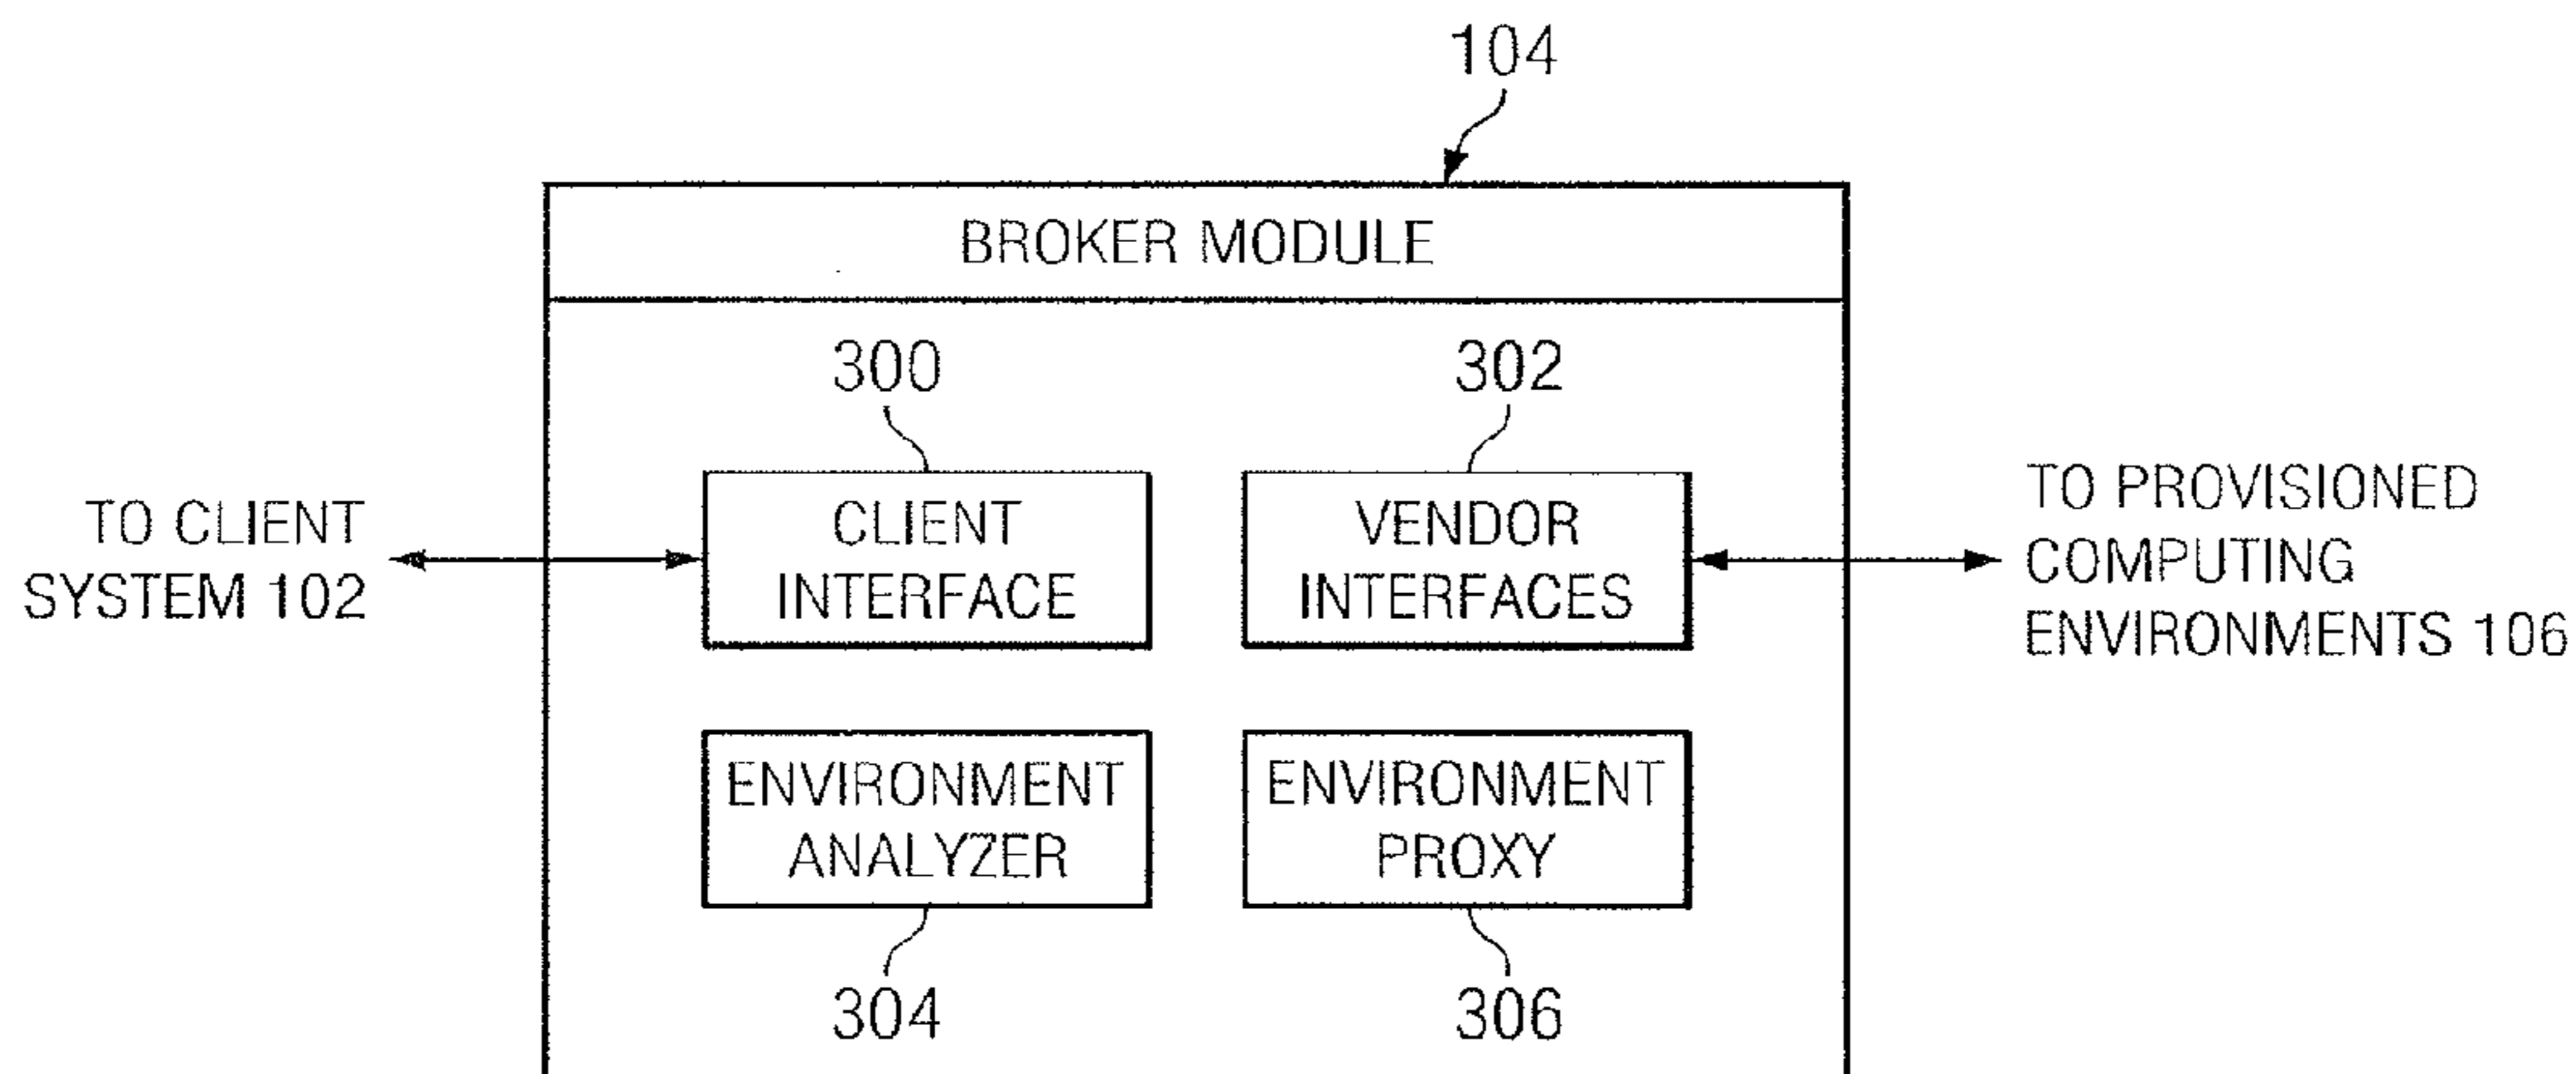 104
BROKER MODULE
300
302
TO CLIENT
SYSTEM 102
CLIENT
INTERFACE
VENDOR
INTERFACES
TO PROVISIONED
COMPUTING
ENVIRONMENTS 106
ENVIRONMENT
ANALYZER
ENVIRONMENT
PROXY
304
306